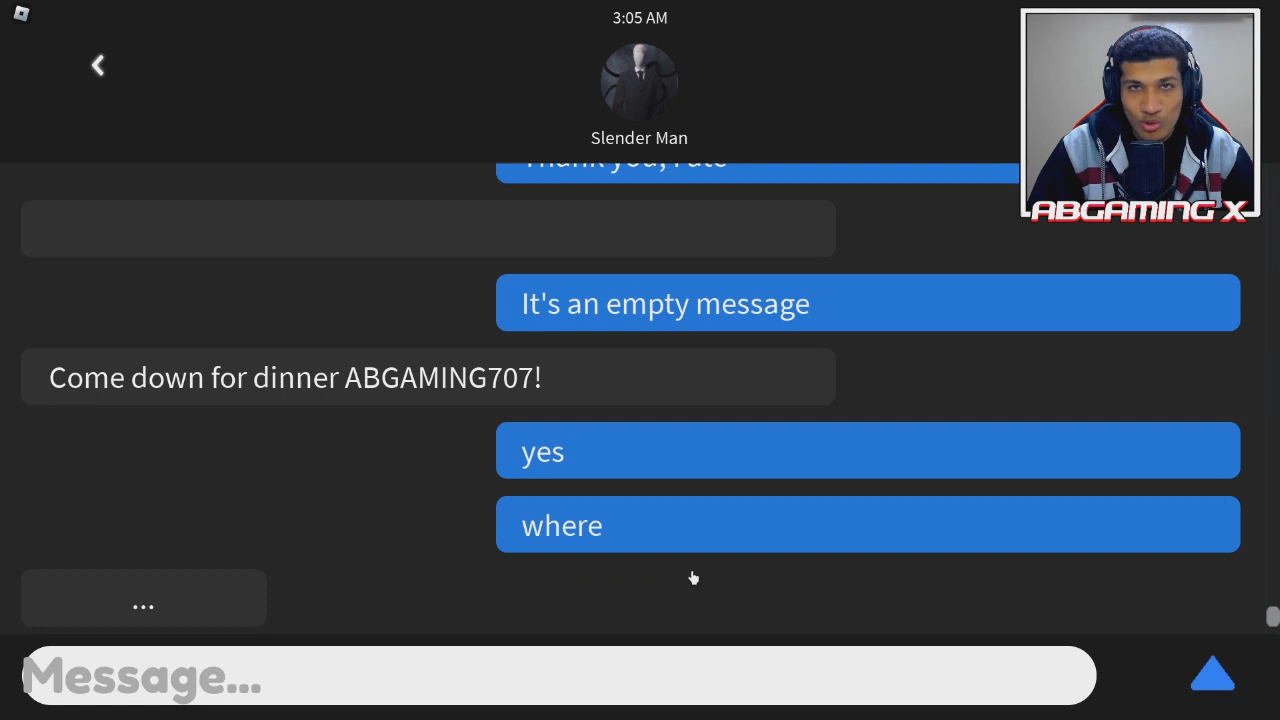 3:05 AM
Slender Man
ABGAMING X
It's an empty message
Come down for dinner ABGAMING707!
yes
where
...
Message...